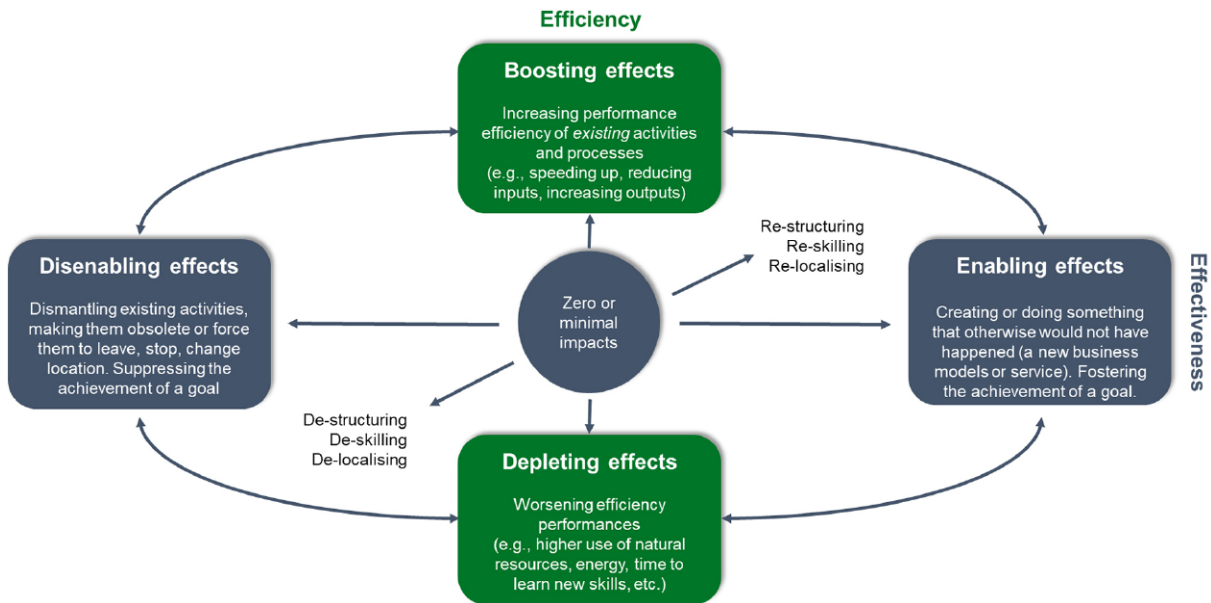 Efficiency
Boosting effects
Increasing performance
efficiency of existing activities
and processes
(e.g., speeding up, reducing
inputs, increasing outputs)
Re-structuring
Re-skilling
Re-localising
Disenabling effects
Dismantling existing activities,
making them obsolete or force
them to leave, stop, change
location. Suppressing the
achievement of a goal
Zero or
minimal
impacts
Enabling effects
Creating or doing something
that otherwise would not have
happened (a new business
models or service). Fostering
the achievement of a goal.
Effectiveness
De-structuring
De-skilling
De-localising
Depleting effects
Worsening efficiency
performances
(e.g., higher use of natural
resources, energy, time to
learn new skills, etc.)